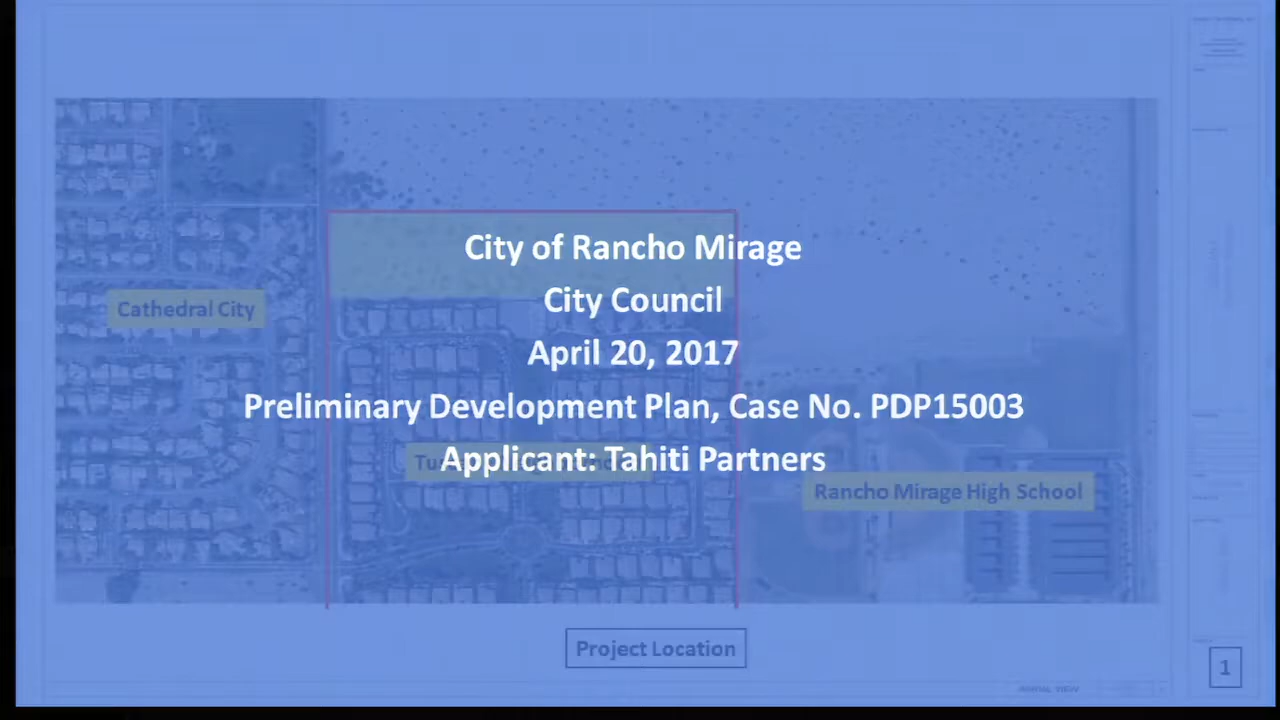 City of Rancho Mirage
City Council
Cathedral City
April 20, 2017
Preliminary Development Plan, Case No. PDP15003
Applicant: Tahiti Partners
Rancho Mirage High School
Project Location
1